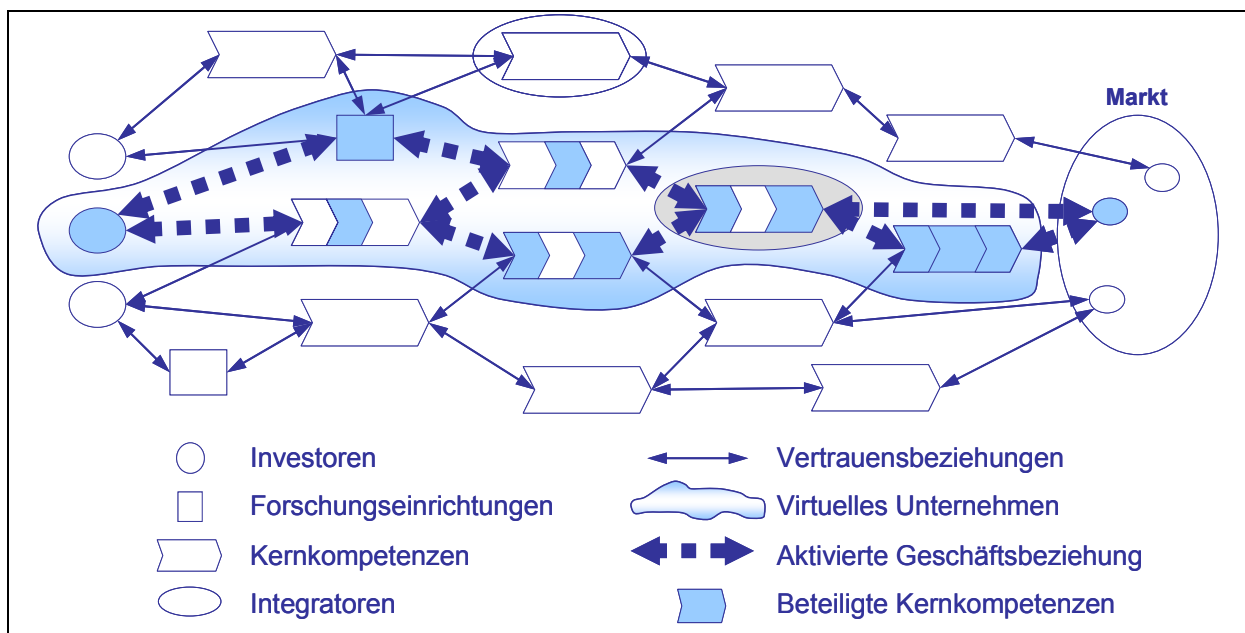 Markt
Investoren
Vertrauensbeziehungen
Forschungseinrichtungen
Virtuelles Unternehmen
Kernkompetenzen
Aktivierte Geschäftsbeziehung
Integratoren
Beteiligte Kernkompetenzen